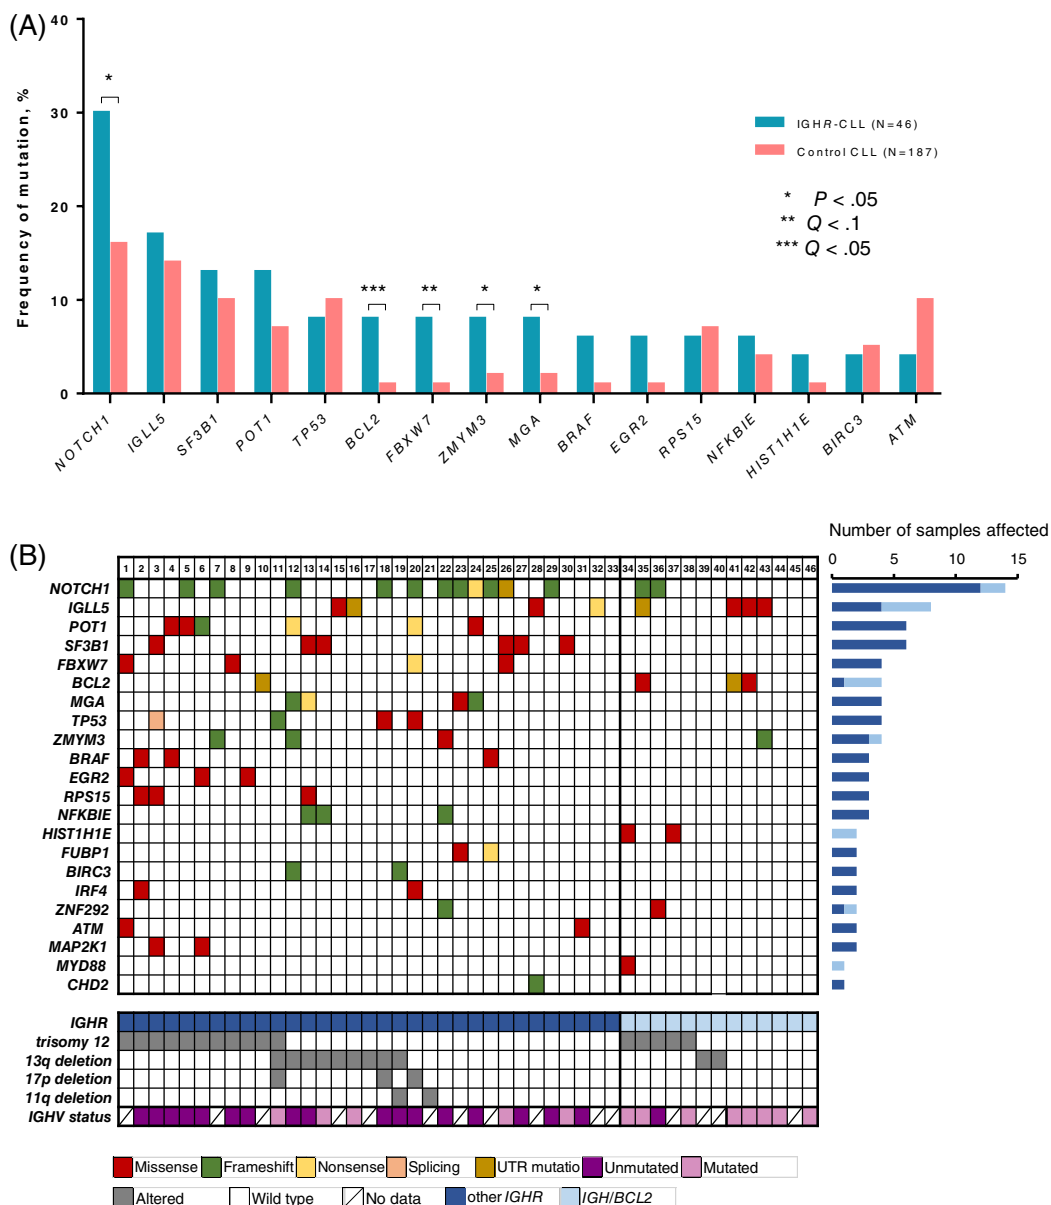 (A)
40
30
20
10
0
Frequency of mutation, %
*
***
**
*
*
IGHR-CLL (N=46)
Control CLL (N=187)
* P < .05
** Q < .1
*** Q < .05
NOTCH1
IGLL5
SF3B1
POT1
TP53
BCL2
FBXW7
ZMYM3
MGA
BRAF
EGR2
RPS15
NFKBIE
HIST1H1E
BIRC3
ATM
(B)
Number of samples affected
0 5 10 15
1 2 3 4 5 6 7 8 9 10 11 12 13 14 15 16 17 18 19 20 21 22 23 24 25 26 27 28 29 30 31 32 33 34 35 36 37 38 39 40 41 42 43 44 45 46
NOTCH1
IGLL5
POT1
SF3B1
FBXW7
BCL2
MGA
TP53
ZMYM3
BRAF
EGR2
RPS15
NFKBIE
HIST1H1E
FUBP1
BIRC3
IRF4
ZNF292
ATM
MAP2K1
MYD88
CHD2
IGHR
trisomy 12
13q deletion
17p deletion
11q deletion
IGHV status
Missense Frameshift Nonsense Splicing UTR mutatio Unmutated Mutated
Altered Wild type No data other IGHR IGH/BCL2